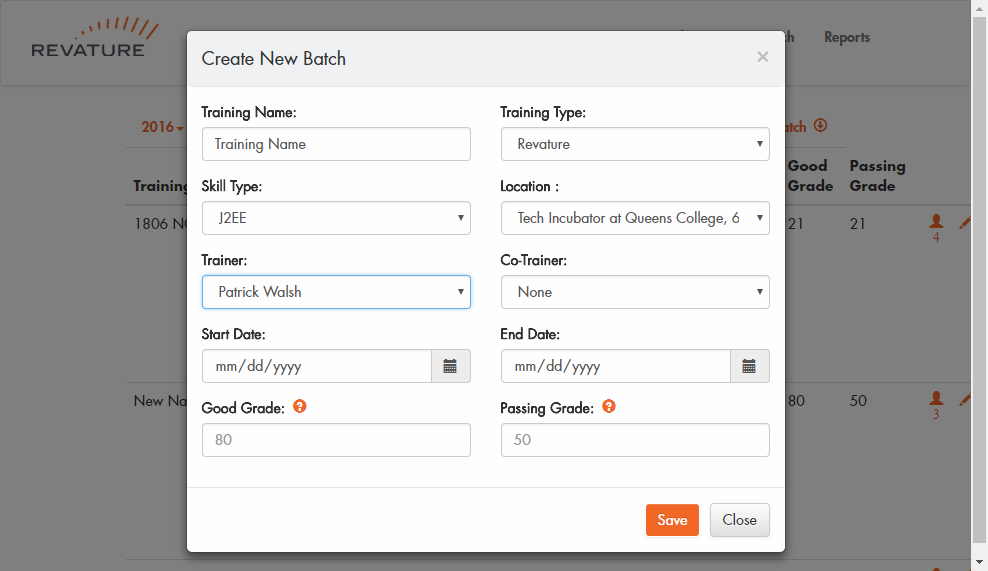 REVATURE
Reports
2016
Create New Batch
×
Training Name:
Training Type:
Training Name
Revature
Skill Type:
Location :
J2EE
Tech Incubator at Queens College, 6
Trainer:
Co-Trainer:
Patrick Walsh
None
Start Date:
End Date:
mm/dd/yyyy
mm/dd/yyyy
Good Grade: ?
Passing Grade: ?
80
50
Save
Close
Training
Good
Grade
Passing
Grade
1806
21
21
4
New
80
50
3